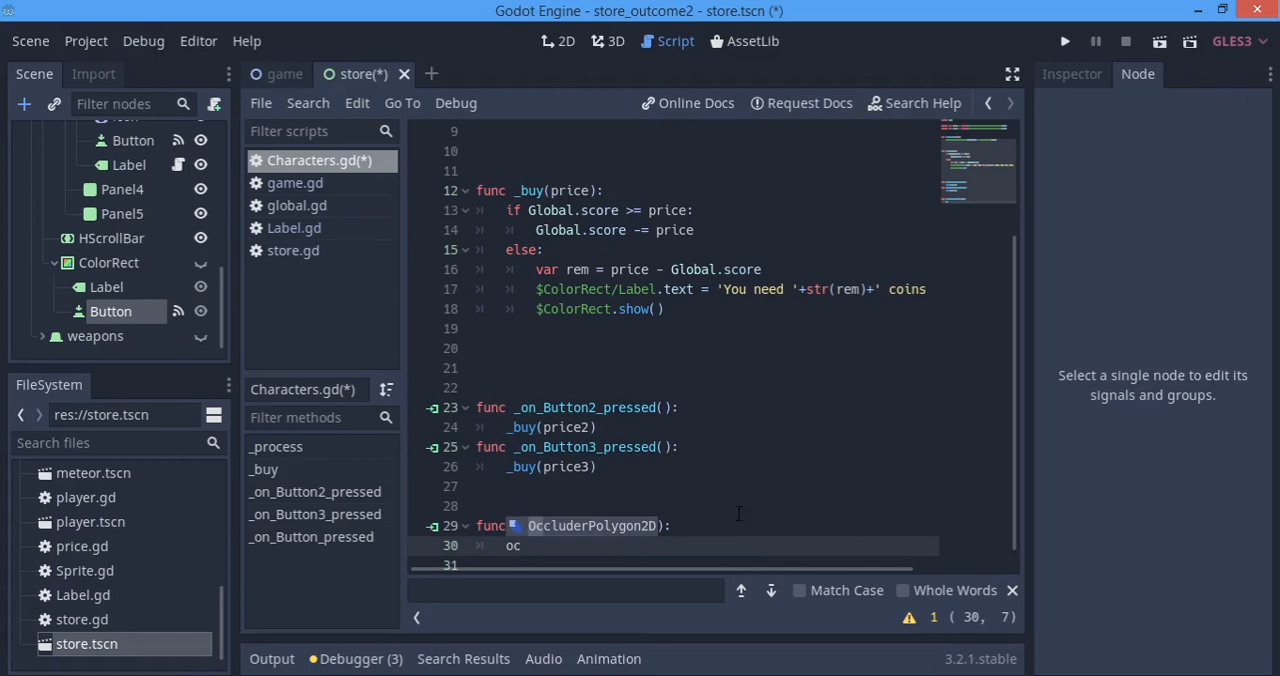 Godot Engine - store_outcome2 - store.tscn (*)
Scene Project Debug Editor Help
2D 3D Script AssetLib
GLES3
Scene Import
game store(*)
Inspector Node
Filter nodes
File Search Edit Go To Debug
Online Docs Request Docs Search Help
Button
Label
Panel4
Panel5
HScrollBar
ColorRect
Label
Button
weapons
Filter scripts
Characters.gd(*)
game.gd
global.gd
Label.gd
store.gd
Characters.gd(*)
Filter methods
_process
_buy
_on_Button2_pressed
_on_Button3_pressed
_on_Button_pressed
9
10
11
12 func _buy(price):
13 if Global.score >= price:
14 Global.score -= price
15 else:
16 var rem = price - Global.score
17 $ColorRect/Label.text = 'You need '+str(rem)+' coins
18 $ColorRect.show()
19
20
21
22
23 func _on_Button2_pressed():
24 _buy(price2)
25 func _on_Button3_pressed():
26 _buy(price3)
27
28
29 func OccluderPolygon2D):
30 oc
31
FileSystem
res://store.tscn
Search files
meteor.tscn
player.gd
player.tscn
price.gd
Sprite.gd
Label.gd
store.gd
store.tscn
Match Case Whole Words
1 ( 30, 7)
Output Debugger (3) Search Results Audio Animation
3.2.1.stable
Select a single node to edit its
signals and groups.